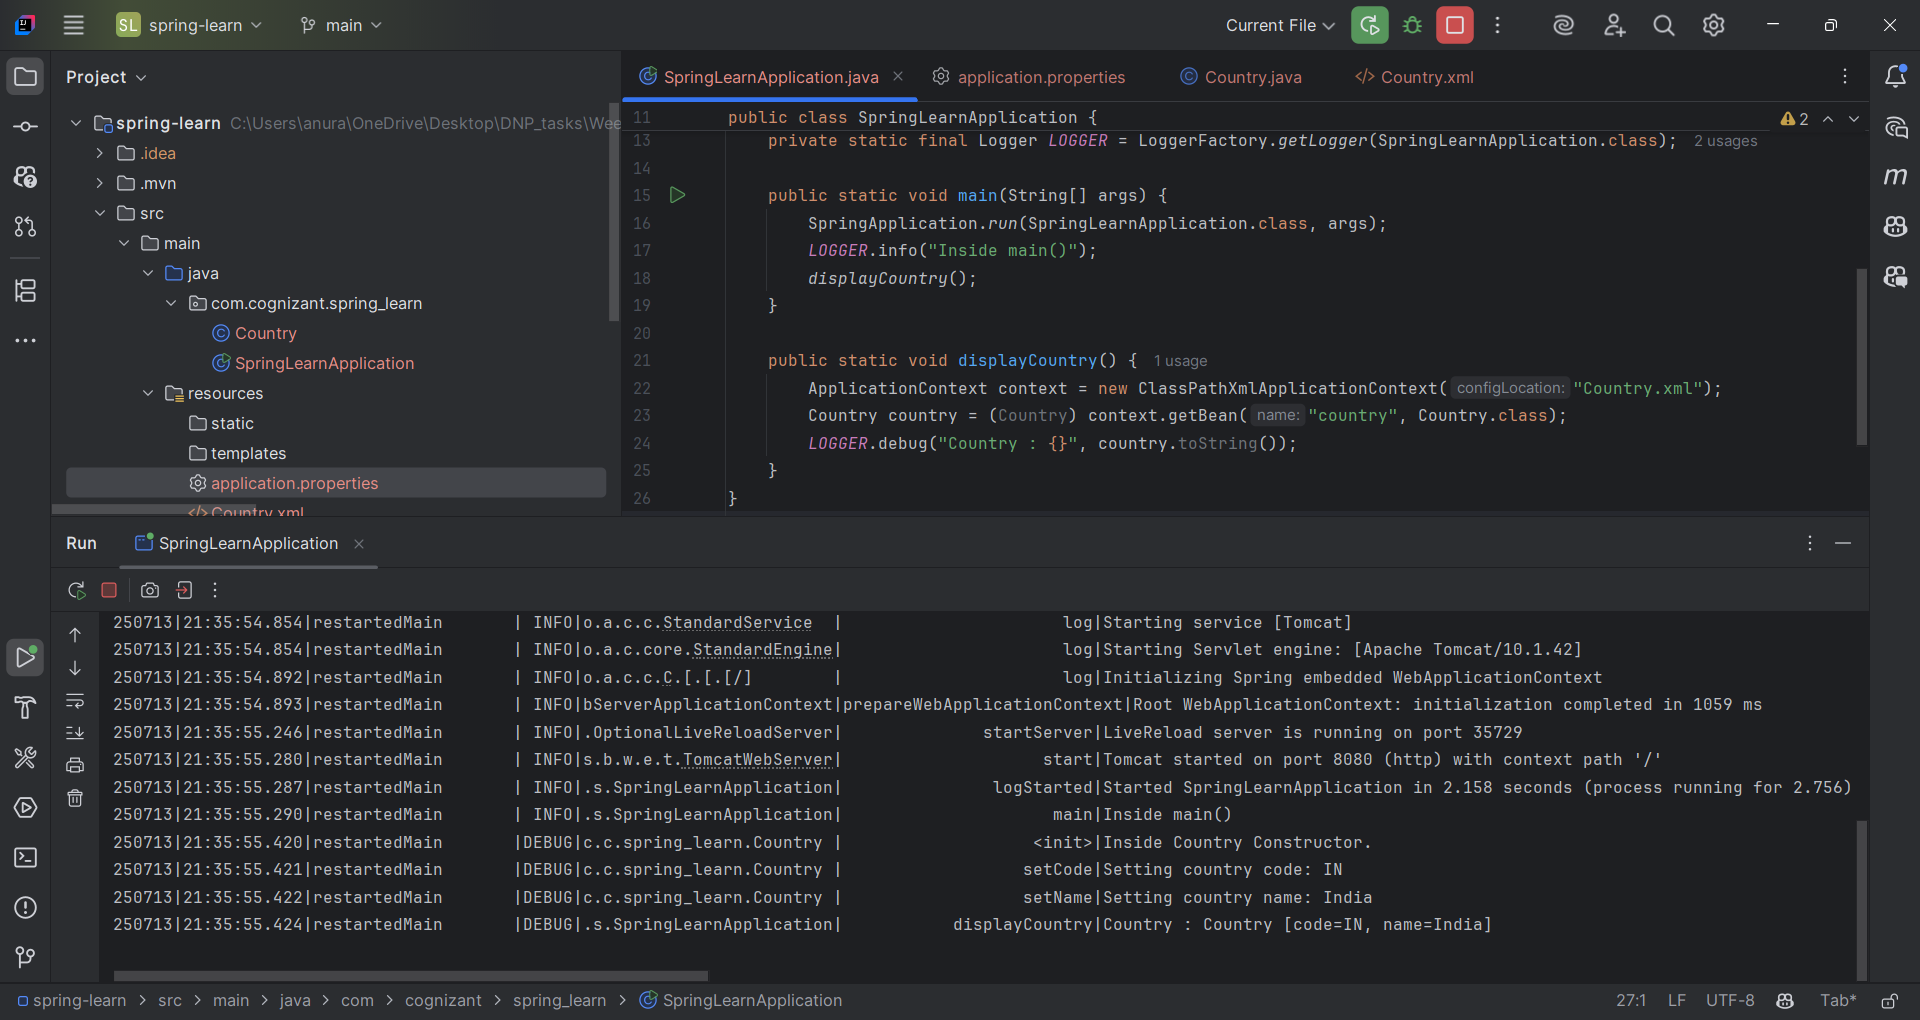 SL spring-learn main Current File
Project
SpringLearnApplication.java application.properties Country.java Country.xml
spring-learn C:\Users\anura\OneDrive\Desktop\DNP_tasks\Wee
.idea
.mvn
src
main
java
com.cognizant.spring_learn
Country
SpringLearnApplication
resources
static
templates
application.properties
Country.xml
11 public class SpringLearnApplication { 2
13 private static final Logger LOGGER = LoggerFactory.getLogger(SpringLearnApplication.class); 2 usages
14
15 public static void main(String[] args) {
16 SpringApplication.run(SpringLearnApplication.class, args);
17 LOGGER.info("Inside main()");
18 displayCountry();
19 }
20
21 public static void displayCountry() { 1 usage
22 ApplicationContext context = new ClassPathXmlApplicationContext( configLocation: "Country.xml");
23 Country country = (Country) context.getBean( name: "country", Country.class);
24 LOGGER.debug("Country : {}", country.toString());
25 }
26 }
Run SpringLearnApplication
250713|21:35:54.854|restartedMain | INFO|o.a.c.c.StandardService | log|Starting service [Tomcat]
250713|21:35:54.854|restartedMain | INFO|o.a.c.core.StandardEngine| log|Starting Servlet engine: [Apache Tomcat/10.1.42]
250713|21:35:54.892|restartedMain | INFO|o.a.c.c.C.[.[.[/] | log|Initializing Spring embedded WebApplicationContext
250713|21:35:54.893|restartedMain | INFO|bServerApplicationContext|prepareWebApplicationContext|Root WebApplicationContext: initialization completed in 1059 ms
250713|21:35:55.246|restartedMain | INFO|.OptionalLiveReloadServer| startServer|LiveReload server is running on port 35729
250713|21:35:55.280|restartedMain | INFO|s.b.w.e.t.TomcatWebServer| start|Tomcat started on port 8080 (http) with context path '/'
250713|21:35:55.287|restartedMain | INFO|.s.SpringLearnApplication| logStarted|Started SpringLearnApplication in 2.158 seconds (process running for 2.756)
250713|21:35:55.290|restartedMain | INFO|.s.SpringLearnApplication| main|Inside main()
250713|21:35:55.420|restartedMain |DEBUG|c.c.spring_learn.Country | <init>|Inside Country Constructor.
250713|21:35:55.421|restartedMain |DEBUG|c.c.spring_learn.Country | setCode|Setting country code: IN
250713|21:35:55.422|restartedMain |DEBUG|c.c.spring_learn.Country | setName|Setting country name: India
250713|21:35:55.424|restartedMain |DEBUG|.s.SpringLearnApplication| displayCountry|Country : Country [code=IN, name=India]
spring-learn > src > main > java > com > cognizant > spring_learn > SpringLearnApplication 27:1 LF UTF-8 Tab*